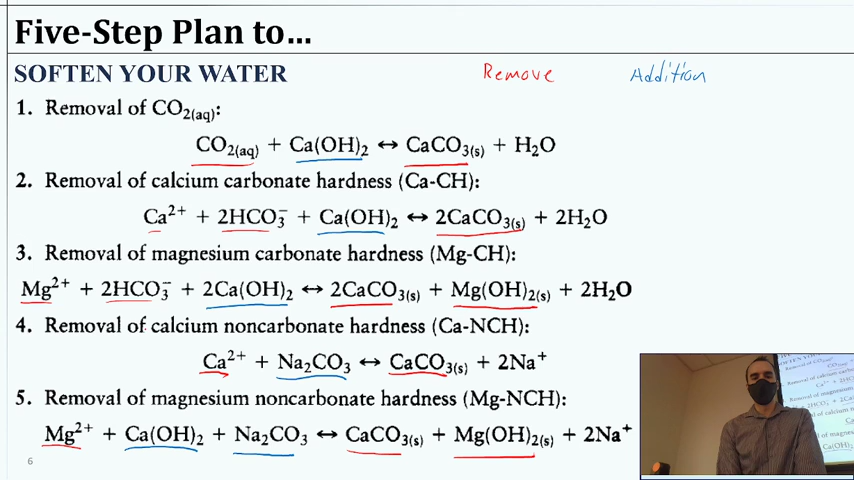 Five-Step Plan to...
SOFTEN YOUR WATER Remove Addition
1. Removal of CO₂₍aq₎:
CO₂₍aq₎ + Ca(OH)₂ ↔ CaCO₃₍s₎ + H₂O
2. Removal of calcium carbonate hardness (Ca-CH):
Ca²⁺ + 2HCO₃⁻ + Ca(OH)₂ ↔ 2CaCO₃₍s₎ + 2H₂O
3. Removal of magnesium carbonate hardness (Mg-CH):
Mg²⁺ + 2HCO₃⁻ + 2Ca(OH)₂ ↔ 2CaCO₃₍s₎ + Mg(OH)₂₍s₎ + 2H₂O
4. Removal of calcium noncarbonate hardness (Ca-NCH):
Ca²⁺ + Na₂CO₃ ↔ CaCO₃₍s₎ + 2Na⁺
5. Removal of magnesium noncarbonate hardness (Mg-NCH):
Mg²⁺ + Ca(OH)₂ + Na₂CO₃ ↔ CaCO₃₍s₎ + Mg(OH)₂₍s₎ + 2Na⁺
6